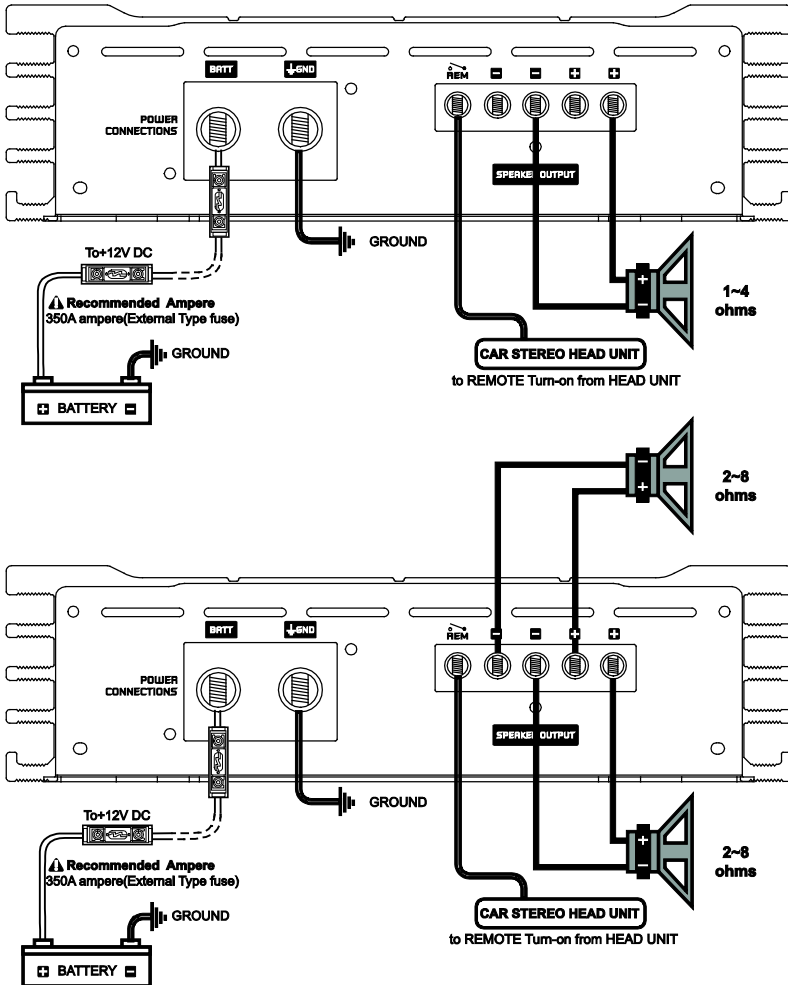 BATT
GND
REM
- - + +
POWER
CONNECTIONS
SPEAKER OUTPUT
GROUND
To+12V DC
Recommended Ampere
350A ampere(External Type fuse)
GROUND
+ BATTERY -
+
-
1~4
ohms
CAR STEREO HEAD UNIT
to REMOTE Turn-on from HEAD UNIT
-
+
2~8
ohms
BATT
GND
REM
- - + +
POWER
CONNECTIONS
SPEAKER OUTPUT
GROUND
To+12V DC
Recommended Ampere
350A ampere(External Type fuse)
GROUND
+ BATTERY -
+
-
2~8
ohms
CAR STEREO HEAD UNIT
to REMOTE Turn-on from HEAD UNIT